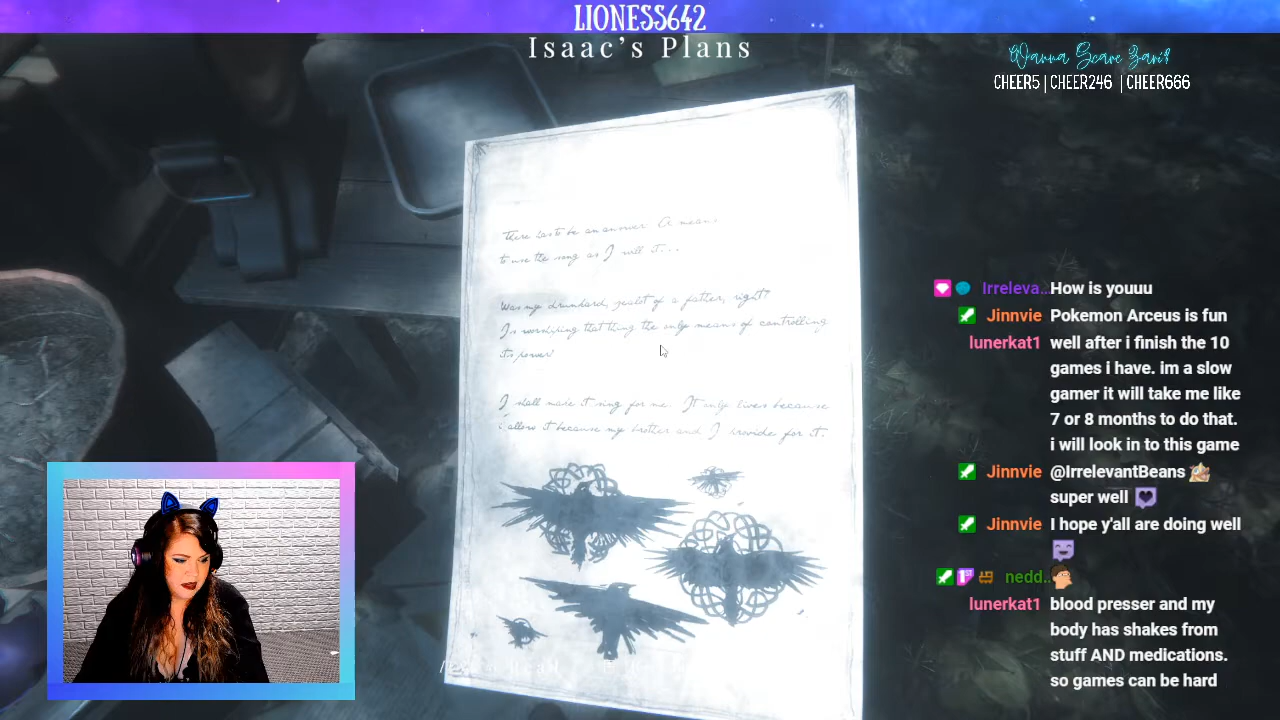 LIONESS642
Isaac's Plans
Wanna Scare Zari?
CHEER5 | CHEER246 | CHEER666
There has to be an answer. A means
to use the song as I will it...
Was my drunkard, zealot of a father, right?
Is worshiping that thing the only means of controlling
its power?
I shall make it sing for me. It only lives because
I allow it because my brother and I provide for it.
Irreleva... How is youuu
Jinnvie Pokemon Arceus is fun
lunerkat1 well after i finish the 10
games i have. im a slow
gamer it will take me like
7 or 8 months to do that.
i will look in to this game
Jinnvie @IrrelevantBeans
super well
Jinnvie I hope y'all are doing well
nedd..
lunerkat1 blood presser and my
body has shakes from
stuff AND medications.
so games can be hard